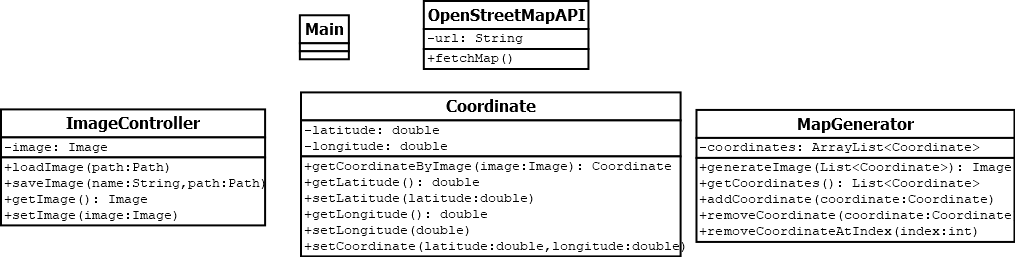 Main
OpenStreetMapAPI
-url: String
+fetchMap()
ImageController
-image: Image
+loadImage(path:Path)
+saveImage(name:String,path:Path)
+getImage(): Image
+setImage(image:Image)
Coordinate
-latitude: double
-longitude: double
+getCoordinateByImage(image:Image): Coordinate
+getLatitude(): double
+setLatitude(latitude:double)
+getLongitude(): double
+setLongitude(double)
+setCoordinate(latitude:double,longitude:double)
MapGenerator
-coordinates: ArrayList<Coordinate>
+generateImage(List<Coordinate>): Image
+getCoordinates(): List<Coordinate>
+addCoordinate(coordinate:Coordinate)
+removeCoordinate(coordinate:Coordinate
+removeCoordinateAtIndex(index:int)